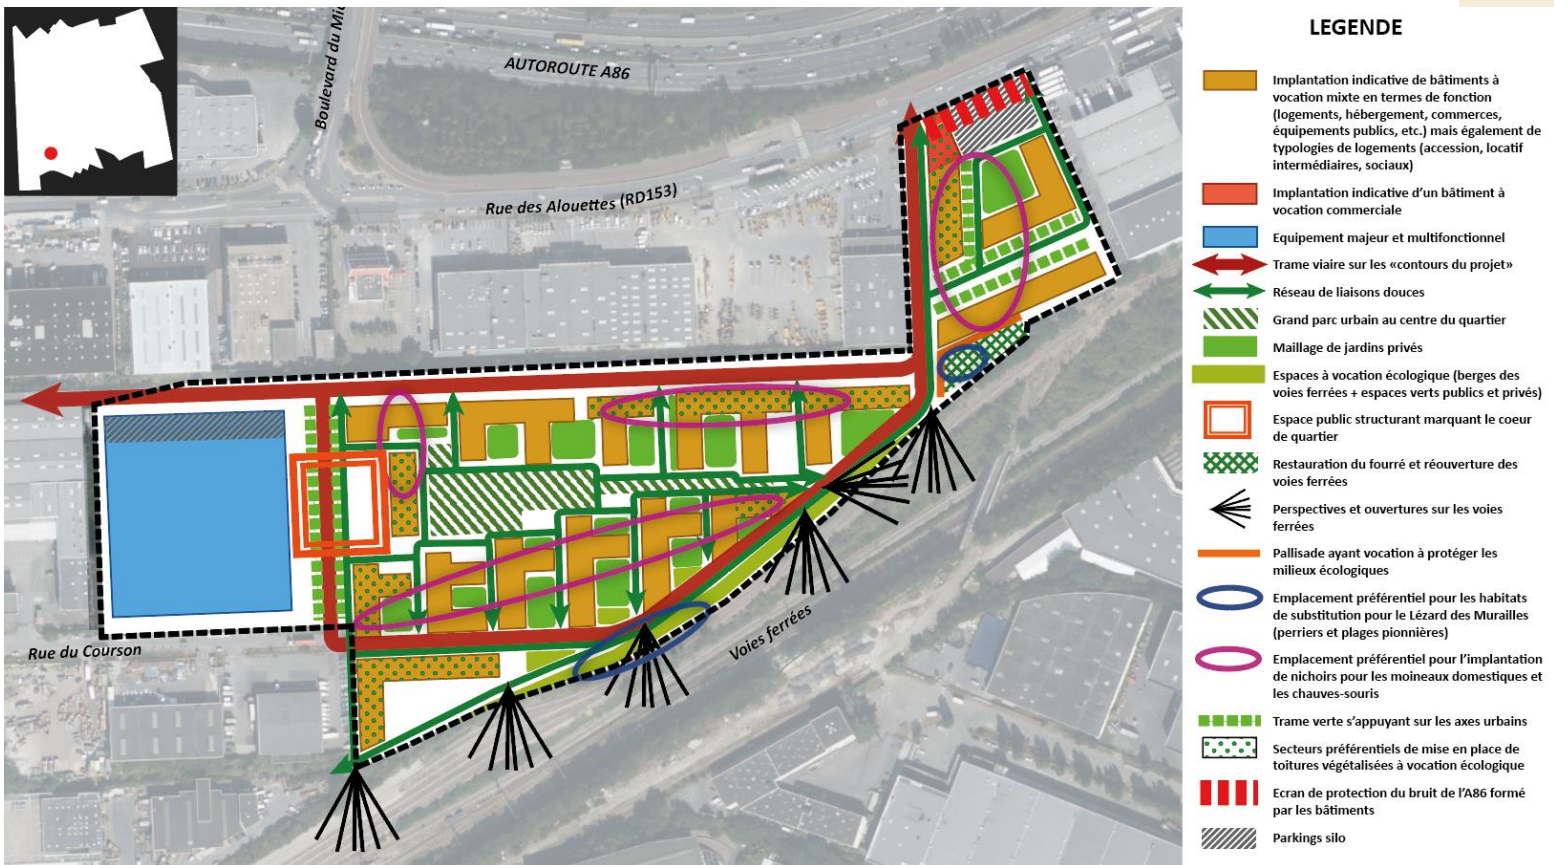 Boulevard du Mi
AUTOROUTE A86
Rue des Alouettes (RD153)
Rue du Courson
Voies ferrées
LEGENDE
Implantation indicative de bâtiments à
vocation mixte en termes de fonction
(logements, hébergement, commerces,
équipements publics, etc.) mais également de
typologies de logements (accession, locatif
intermédiaires, sociaux)
Implantation indicative d'un bâtiment à
vocation commerciale
Equipement majeur et multifonctionnel
Trame viaire sur les «contours du projet»
Réseau de liaisons douces
Grand parc urbain au centre du quartier
Maillage de jardins privés
Espaces à vocation écologique (berges des
voies ferrées + espaces verts publics et privés)
Espace public structurant marquant le coeur
de quartier
Restauration du fourré et réouverture des
voies ferrées
Perspectives et ouvertures sur les voies
ferrées
Pallisade ayant vocation à protéger les
milieux écologiques
Emplacement préférentiel pour les habitats
de substitution pour le Lézard des Murailles
(perriers et plages pionnières)
Emplacement préférentiel pour l'implantation
de nichoirs pour les moineaux domestiques et
les chauves-souris
Trame verte s'appuyant sur les axes urbains
Secteurs préférentiels de mise en place de
toitures végétalisées à vocation écologique
Ecran de protection du bruit de l'A86 formé
par les bâtiments
Parkings silo